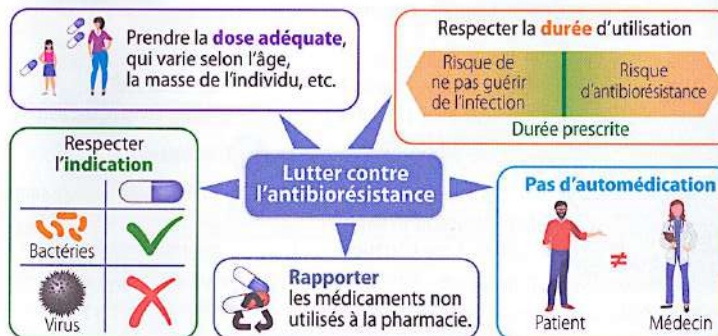 Prendre la dose adéquate,
qui varie selon l'âge,
la masse de l'individu, etc.
Respecter la durée d'utilisation
Risque de
ne pas guérir
de l'infection
Risque
d'antibiorésistance
Durée prescrite
Respecter
l'indication
Bactéries
Virus
Lutter contre
l'antibiorésistance
Rapporter
les médicaments non
utilisés à la pharmacie.
Pas d'automédication
≠
Patient
Médecin